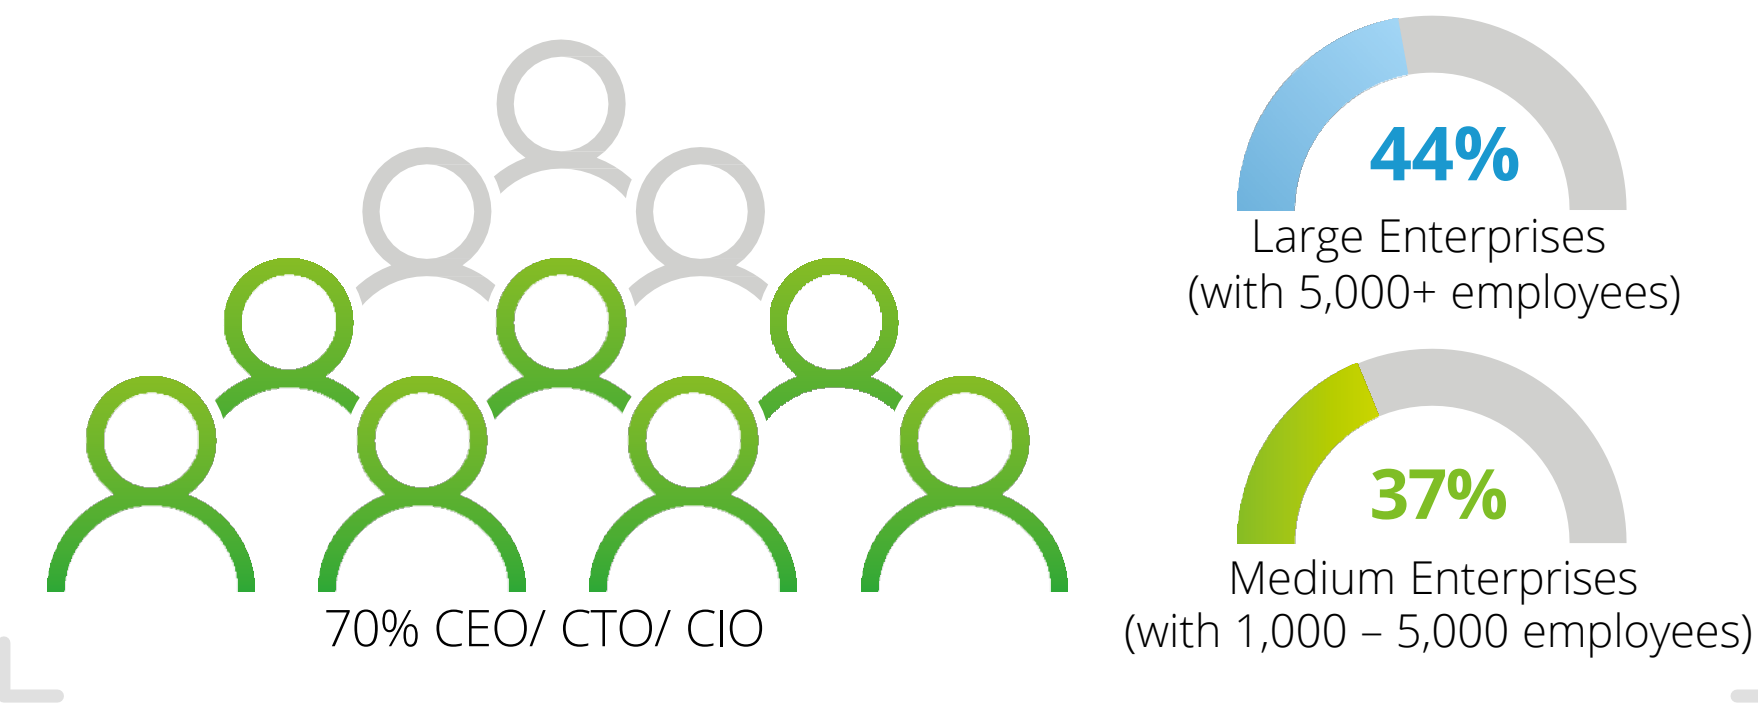 70% CEO/ CTO/ CIO
44%
Large Enterprises
(with 5,000+ employees)
37%
Medium Enterprises
(with 1,000 – 5,000 employees)